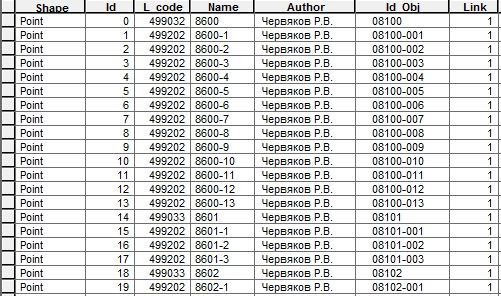 Shape Id L_code Name Author Id_Obj Link
Point 0 499032 8600 Червяков Р.В. 08100 1
Point 1 499202 8600-1 Червяков Р.В. 08100-001 1
Point 2 499202 8600-2 Червяков Р.В. 08100-002 1
Point 3 499202 8600-3 Червяков Р.В. 08100-003 1
Point 4 499202 8600-4 Червяков Р.В. 08100-004 1
Point 5 499202 8600-5 Червяков Р.В. 08100-005 1
Point 6 499202 8600-6 Червяков Р.В. 08100-006 1
Point 7 499202 8600-7 Червяков Р.В. 08100-007 1
Point 8 499202 8600-8 Червяков Р.В. 08100-008 1
Point 9 499202 8600-9 Червяков Р.В. 08100-009 1
Point 10 499202 8600-10 Червяков Р.В. 08100-010 1
Point 11 499202 8600-11 Червяков Р.В. 08100-011 1
Point 12 499202 8600-12 Червяков Р.В. 08100-012 1
Point 13 499202 8600-13 Червяков Р.В. 08100-013 1
Point 14 499033 8601 Червяков Р.В. 08101 1
Point 15 499202 8601-1 Червяков Р.В. 08101-001 1
Point 16 499202 8601-2 Червяков Р.В. 08101-002 1
Point 17 499202 8601-3 Червяков Р.В. 08101-003 1
Point 18 499033 8602 Червяков Р.В. 08102 1
Point 19 499202 8602-1 Червяков Р.В. 08102-001 1